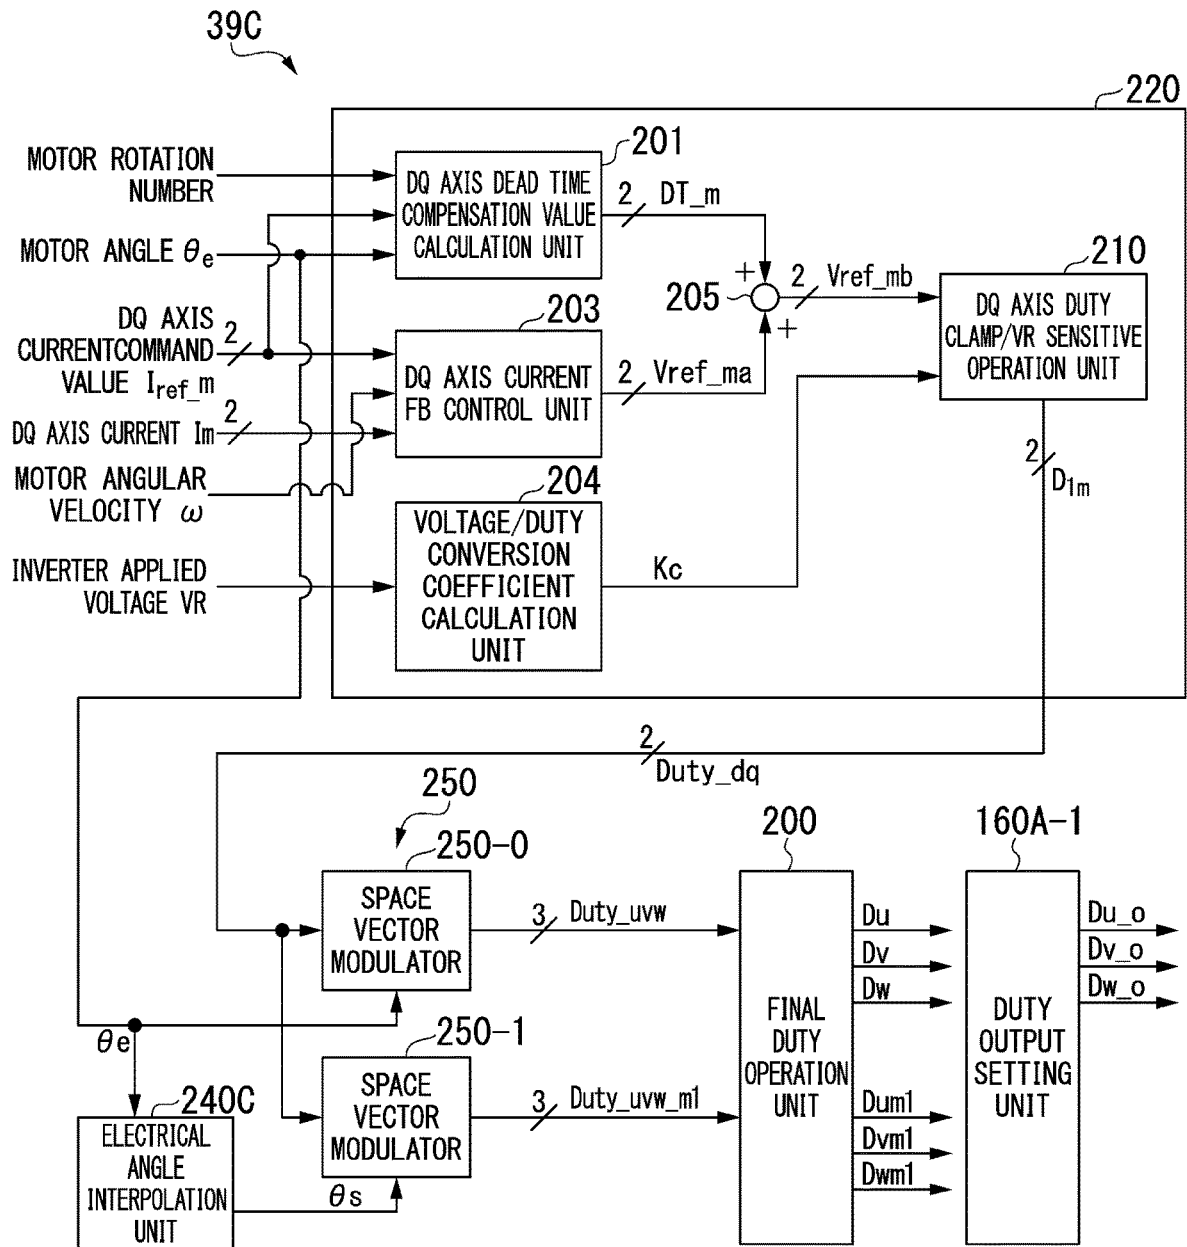 39C
220
MOTOR ROTATION
NUMBER
201
DQ AXIS DEAD TIME
COMPENSATION VALUE
CALCULATION UNIT
2
DT_m
MOTOR ANGLE θe
+
205
2
Vref_mb
+
210
DQ AXIS DUTY
CLAMP/VR SENSITIVE
OPERATION UNIT
DQ AXIS
CURRENTCOMMAND
VALUE Iref_m
2
203
DQ AXIS CURRENT
FB CONTROL UNIT
2
Vref_ma
DQ AXIS CURRENT Im
2
MOTOR ANGULAR
VELOCITY ω
2
D1m
204
VOLTAGE/DUTY
CONVERSION
COEFFICIENT
CALCULATION
UNIT
Kc
INVERTER APPLIED
VOLTAGE VR
2
Duty_dq
250
250-0
SPACE
VECTOR
MODULATOR
3
Duty_uvw
200
FINAL
DUTY
OPERATION
UNIT
Du
Dv
Dw
Dum1
Dvm1
Dwm1
160A-1
DUTY
OUTPUT
SETTING
UNIT
Du_o
Dv_o
Dw_o
θe
250-1
SPACE
VECTOR
MODULATOR
3
Duty_uvw_m1
240C
ELECTRICAL
ANGLE
INTERPOLATION
UNIT
θs